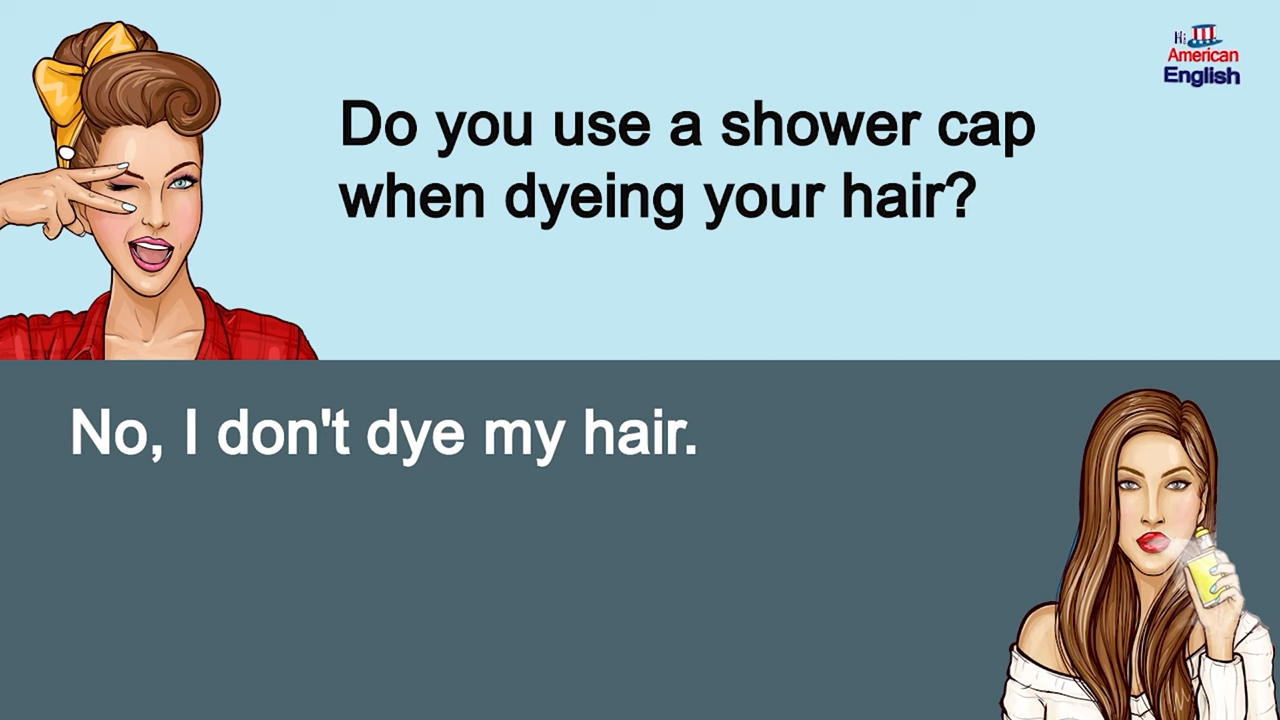 Hi
American
English
Do you use a shower cap
when dyeing your hair?
No, I don't dye my hair.